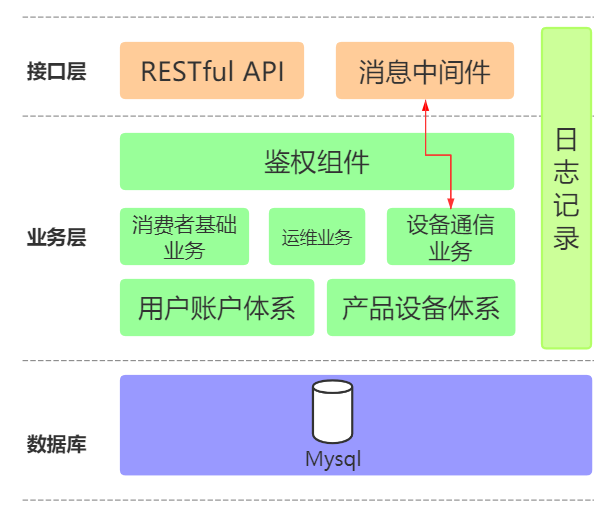 接口层
RESTful API
消息中间件
日志记录
鉴权组件
业务层
消费者基础
业务
运维业务
设备通信
业务
用户账户体系
产品设备体系
数据库
Mysql